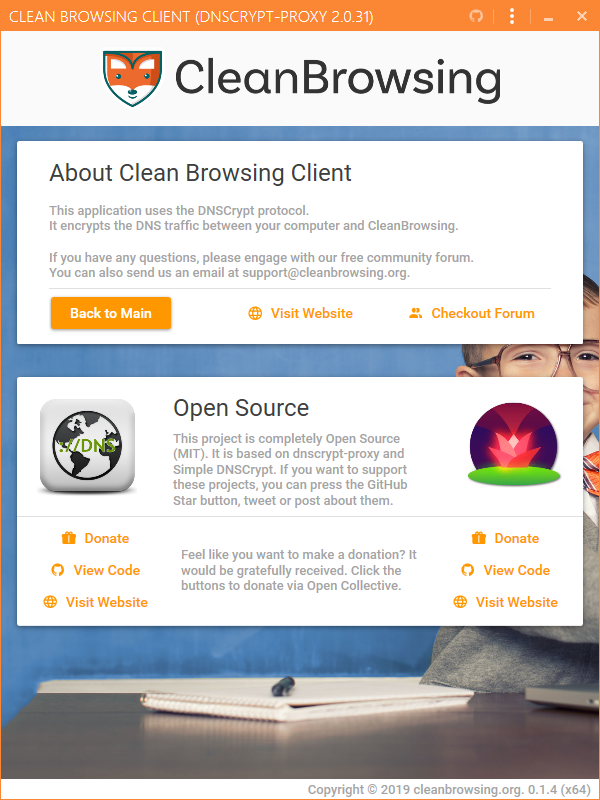 CLEAN BROWSING CLIENT (DNSCRYPT-PROXY 2.0.31)
CleanBrowsing
About Clean Browsing Client
This application uses the DNSCrypt protocol.
It encrypts the DNS traffic between your computer and CleanBrowsing.
If you have any questions, please engage with our free community forum.
You can also send us an email at support@cleanbrowsing.org.
Back to Main
Visit Website
Checkout Forum
://DNS
Open Source
This project is completely Open Source
(MIT). It is based on dnscrypt-proxy and
Simple DNSCrypt. If you want to support
these projects, you can press the GitHub
Star button, tweet or post about them.
Donate
View Code
Visit Website
Feel like you want to make a donation? It
would be gratefully received. Click the
buttons to donate via Open Collective.
Donate
View Code
Visit Website
Copyright © 2019 cleanbrowsing.org. 0.1.4 (x64)